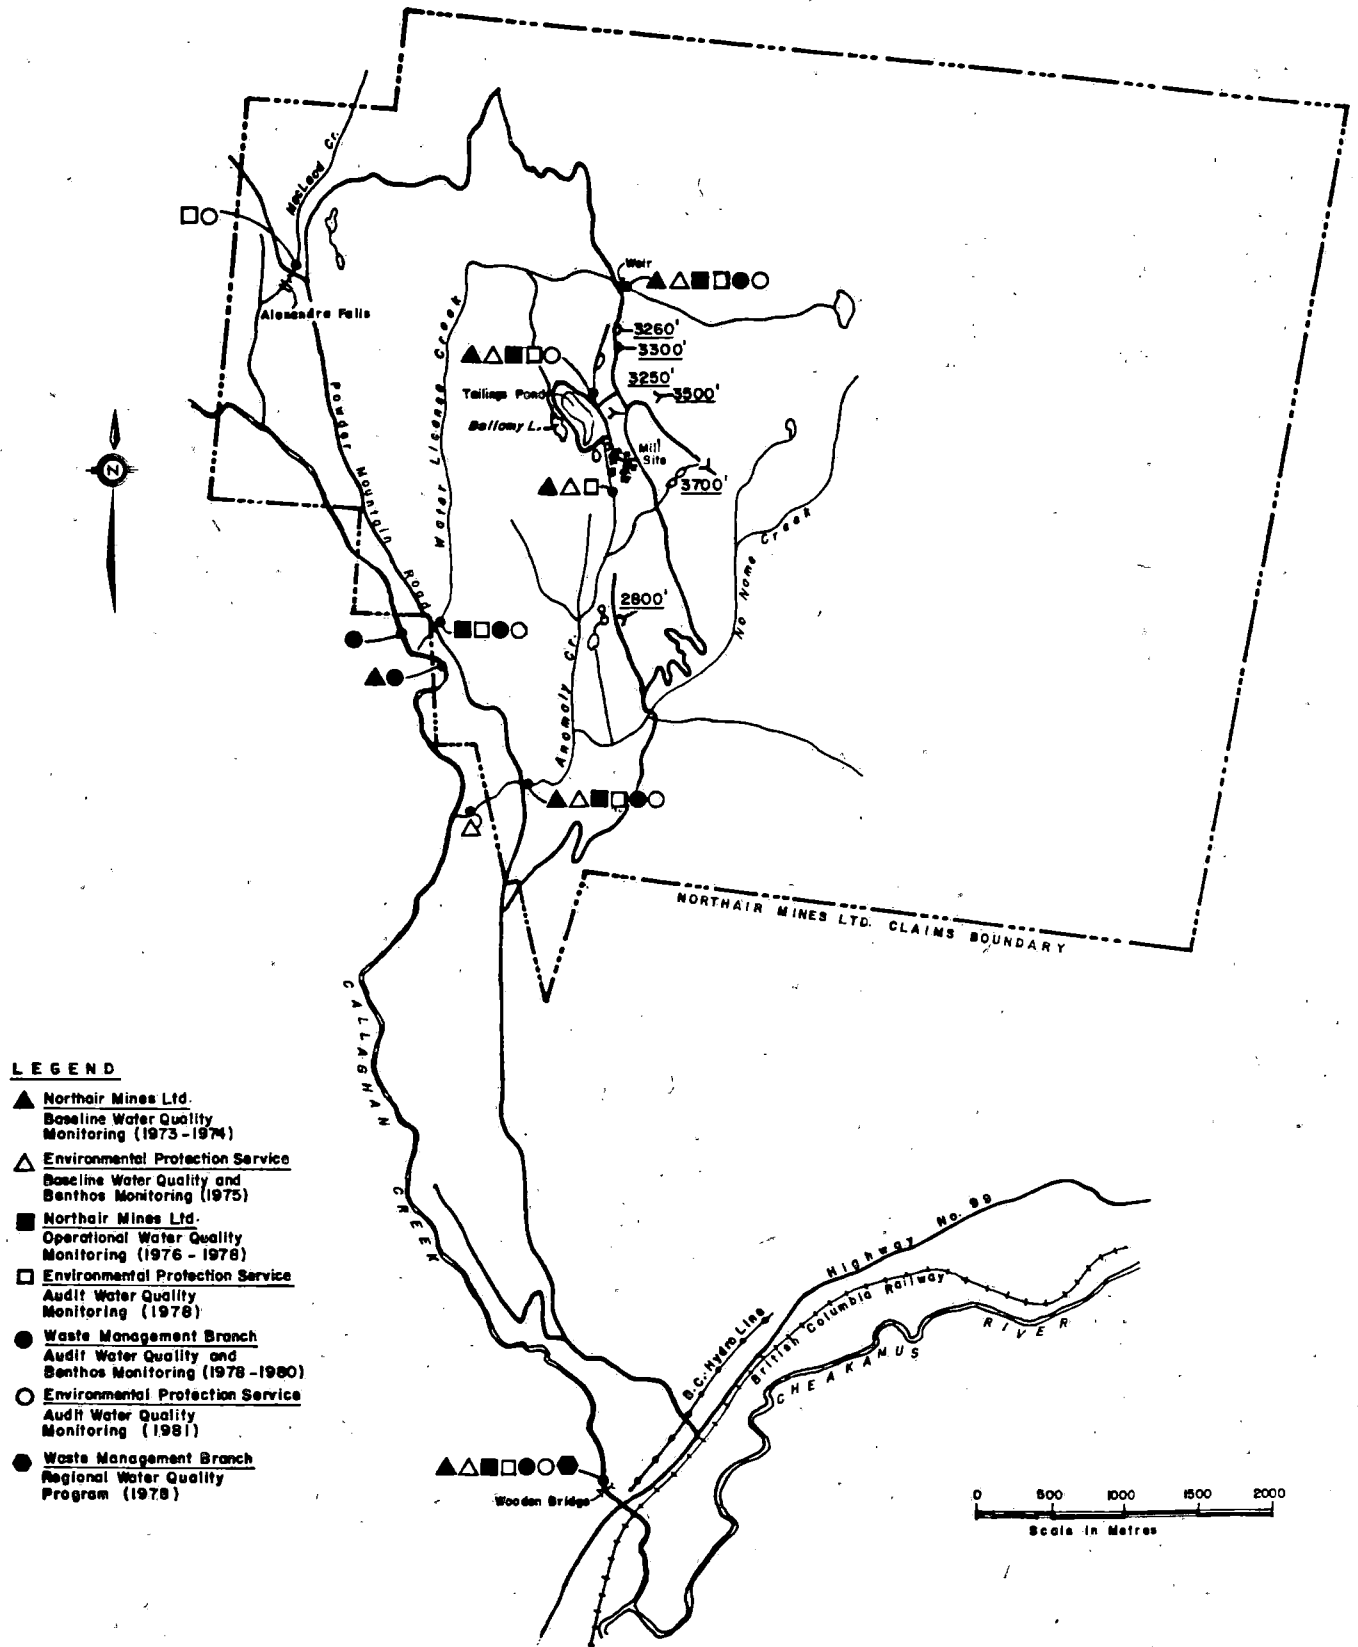 MacLeod Cr.
Alexandra Falls
Weir
3260'
3300'
3250'
3500'
Tailings Pond
Bellamy L.
Mill
Site
3700'
Powder Mountain Road
Water Licence Creek
No Name Creek
2800'
Anomaly Cr.
N
NORTHAIR MINES LTD. CLAIMS BOUNDARY
CALLAGHAN CREEK
LEGEND
Northair Mines Ltd.
Baseline Water Quality
Monitoring (1973-1974)
Environmental Protection Service
Baseline Water Quality and
Benthos Monitoring (1975)
Northair Mines Ltd.
Operational Water Quality
Monitoring (1976 - 1978)
Environmental Protection Service
Audit Water Quality
Monitoring (1978)
Waste Management Branch
Audit Water Quality and
Benthos Monitoring (1978-1980)
Environmental Protection Service
Audit Water Quality
Monitoring (1981)
Waste Management Branch
Regional Water Quality
Program (1978)
Highway No. 99
B.C. Hydro Line
British Columbia Railway
CHEAKAMUS RIVER
Wooden Bridge
0 500 1000 1500 2000
Scale in Metres